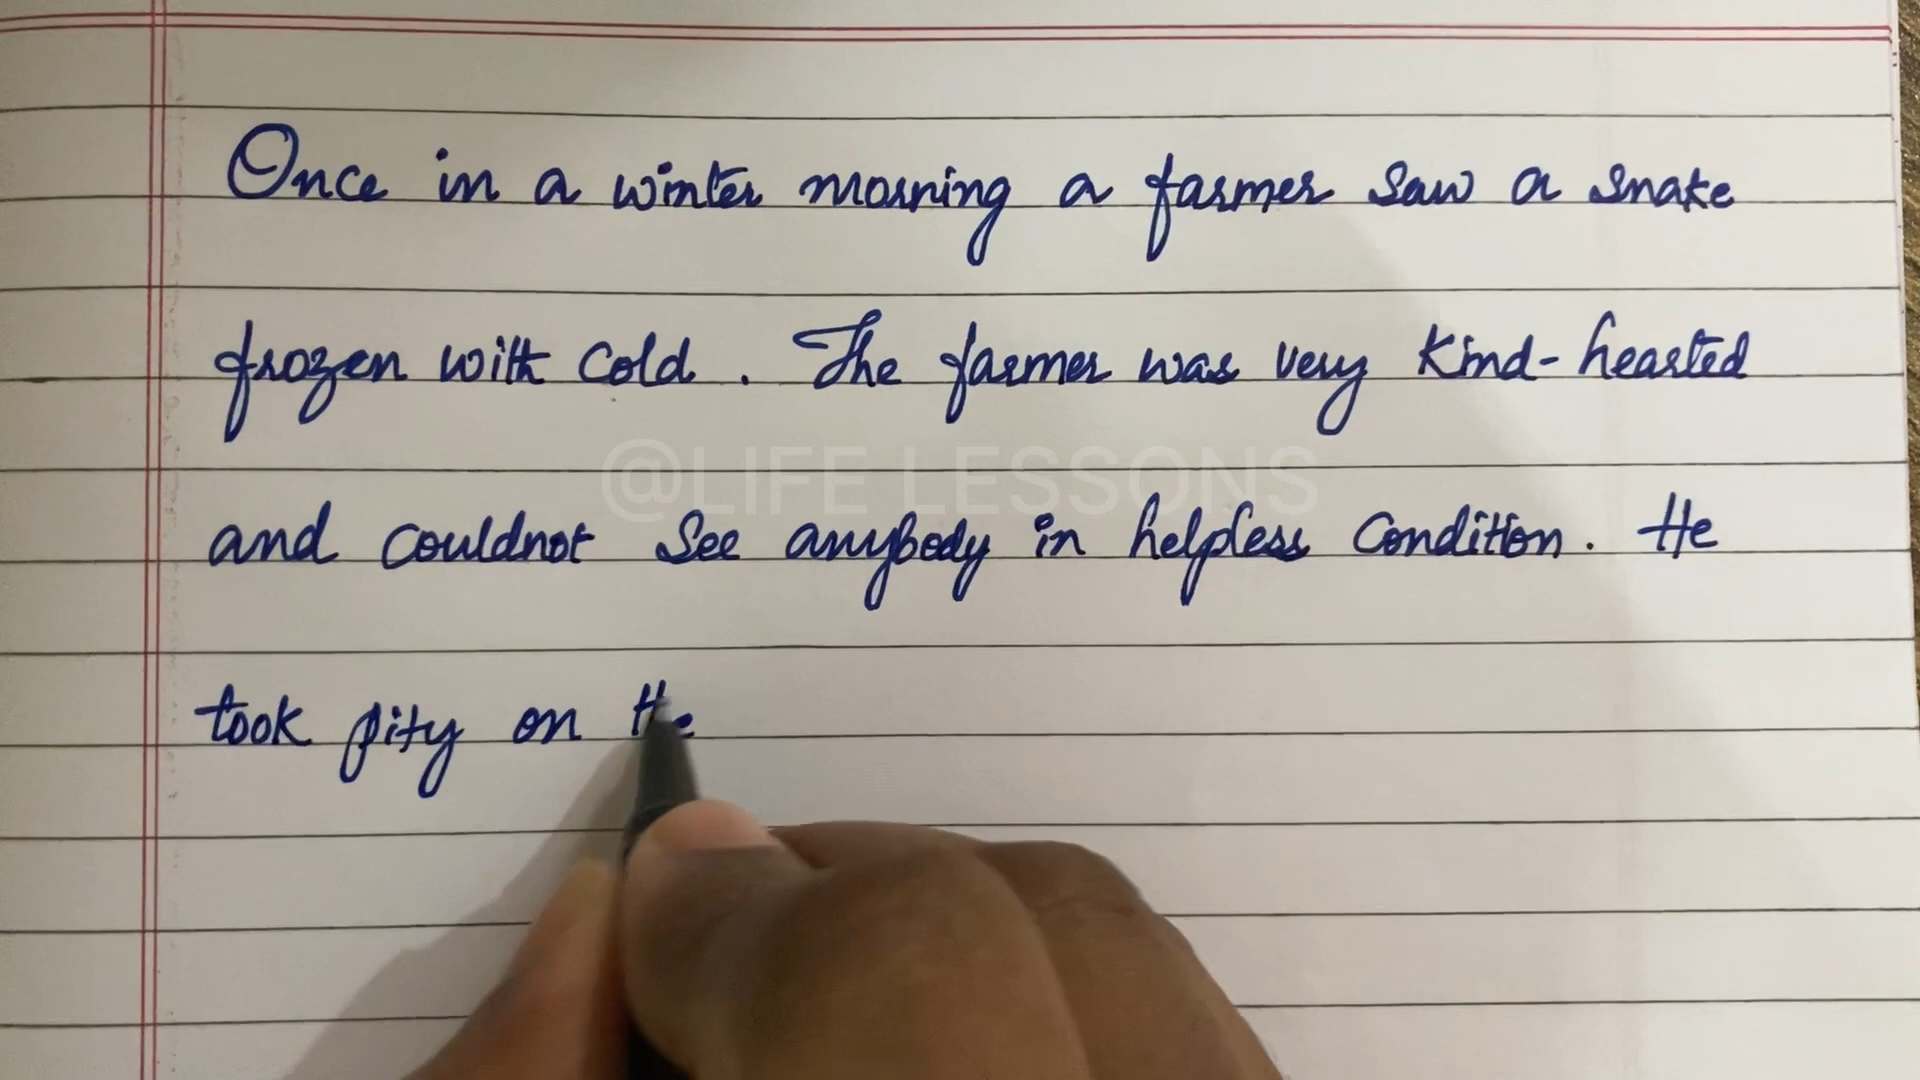 Once in a winter morning a farmer saw a snake
frozen with cold. The farmer was very kind-hearted
@LIFE LESSONS
and couldnot see anybody in helpless condition. He
took pity on the